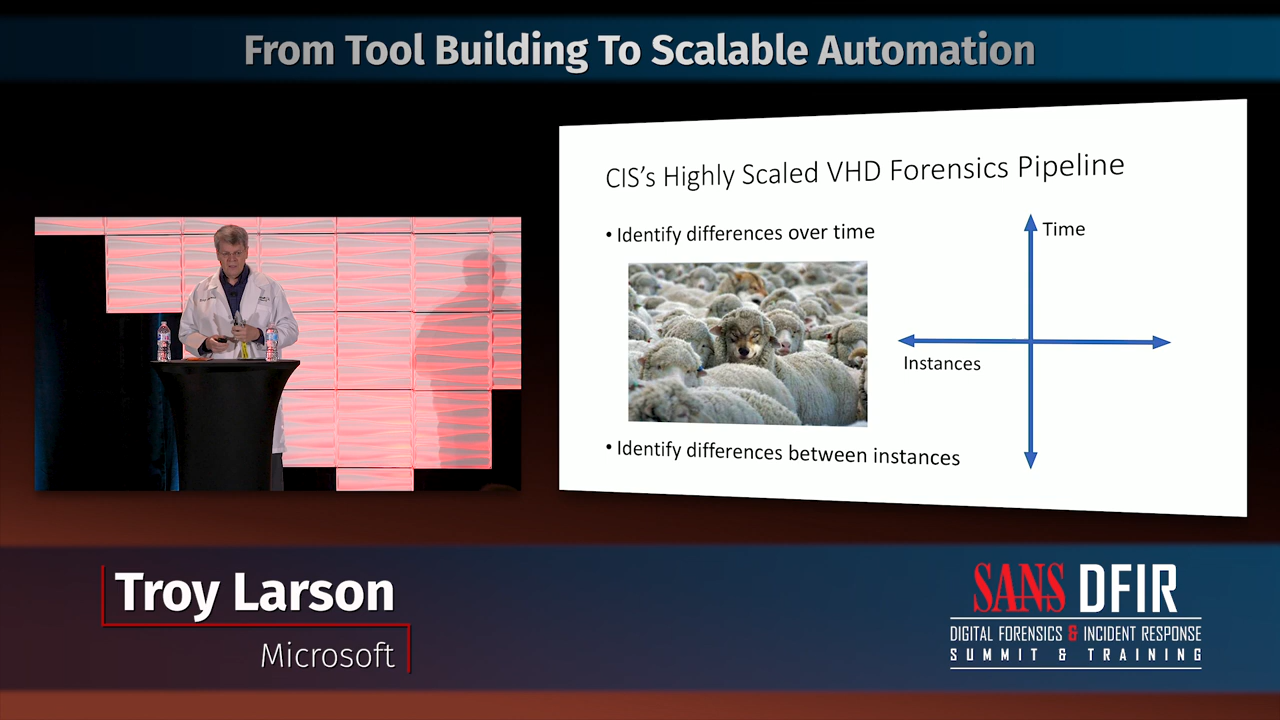 From Tool Building To Scalable Automation
CIS's Highly Scaled VHD Forensics Pipeline
• Identify differences over time
Time
Instances
• Identify differences between instances
Troy Larson
Microsoft
SANS DFIR
DIGITAL FORENSICS & INCIDENT RESPONSE
SUMMIT & TRAINING